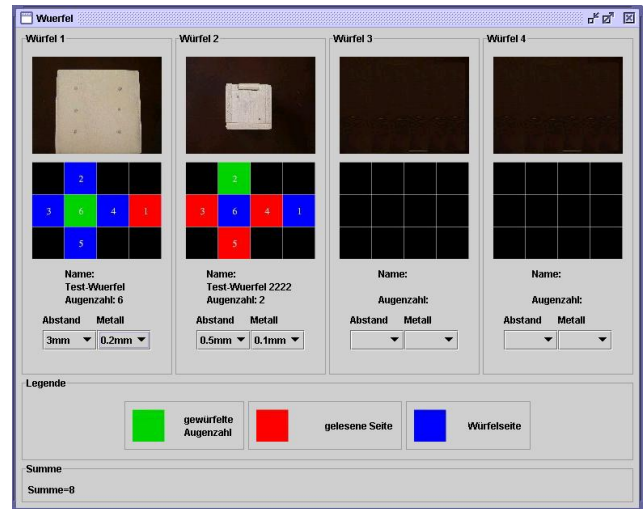 Wuerfel
Würfel 1
Würfel 2
Würfel 3
Würfel 4
2
3 6 4 1
5
2
3 6 4 1
5
Name:
Test-Wuerfel
Augenzahl: 6
Name:
Test-Wuerfel 2222
Augenzahl: 2
Name:
Augenzahl:
Name:
Augenzahl:
Abstand Metall
3mm 0.2mm
Abstand Metall
0.5mm 0.1mm
Abstand Metall
Abstand Metall
Legende
gewürfelte
Augenzahl
gelesene Seite
Würfelseite
Summe
Summe=8